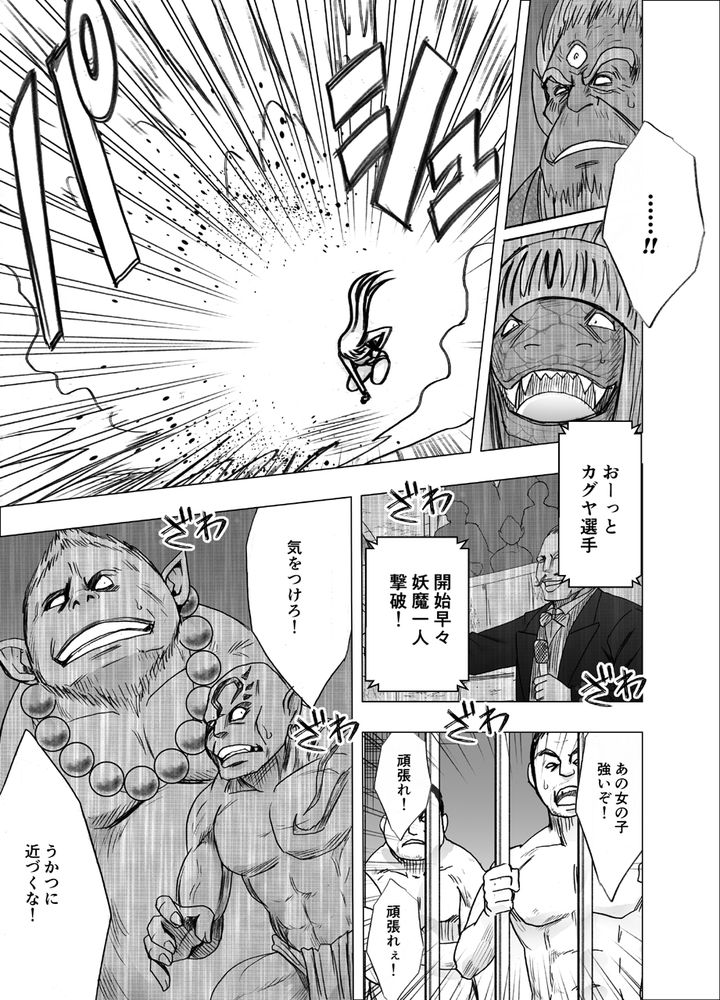 ……!!
パシュ
おーっと
カグヤ選手
開始早々
妖魔一人
撃破！
ざわ
ざわ
ざわ
ざわ
ざわ
気をつけろ！
うかつに
近づくな！
あの女の子
強いぞ！
頑張れ！
頑張れぇ！